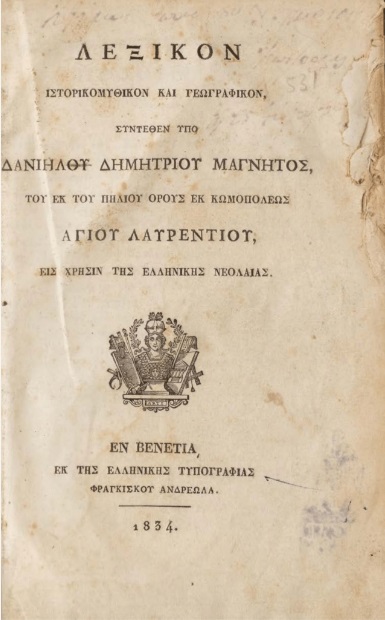 ΛΕΞΙΚΟΝ
ΙΣΤΟΡΙΚΟΜΥΘΙΚΟΝ ΚΑΙ ΓΕΩΓΡΑΦΙΚΟΝ,
ΣΥΝΤΕΘΕΝ ΥΠΟ
ΔΑΝΙΗΛΟΥ ΔΗΜΗΤΡΙΟΥ ΜΑΓΝΗΤΟΣ,
ΤΟΥ ΕΚ ΤΟΥ ΠΗΛΙΟΥ ΟΡΟΥΣ ΕΚ ΚΩΜΟΠΟΛΕΩΣ
ΑΓΙΟΥ ΛΑΥΡΕΝΤΙΟΥ,
ΕΙΣ ΧΡΗΣΙΝ ΤΗΣ ΕΛΛΗΝΙΚΗΣ ΝΕΟΛΑΙΑΣ.
ΕΝ ΒΕΝΕΤΙΑ,
ΕΚ ΤΗΣ ΕΛΛΗΝΙΚΗΣ ΤΥΠΟΓΡΑΦΙΑΣ
ΦΡΑΓΚΙΣΚΟΥ ΑΝΔΡΕΩΛΑ.
1834.